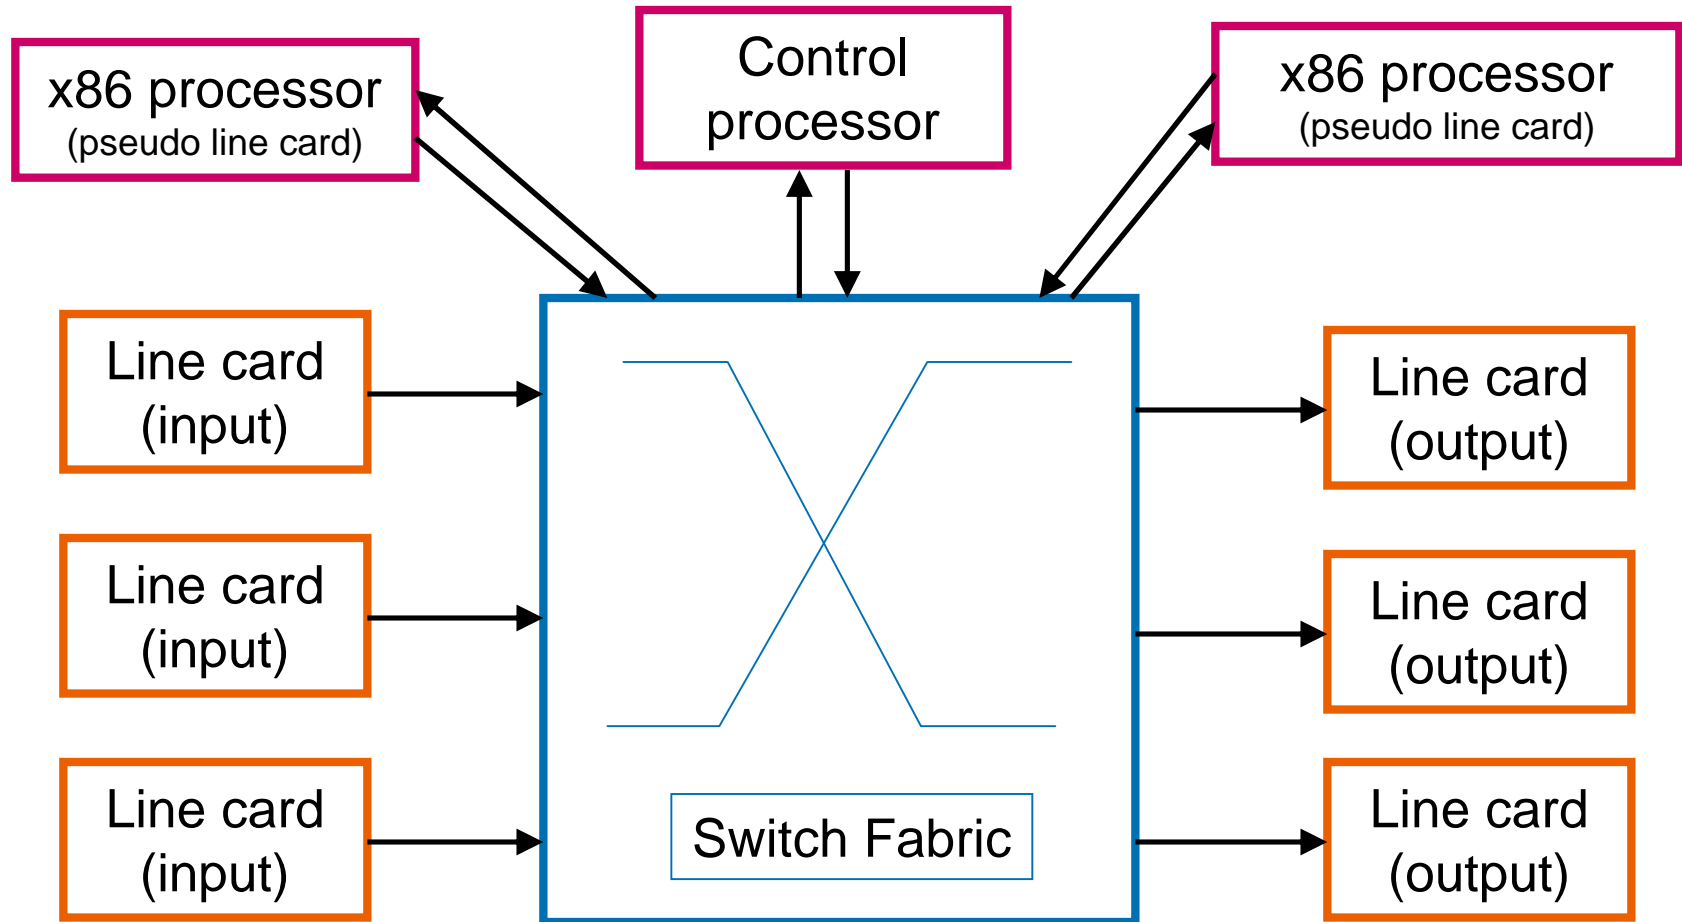 x86 processor
(pseudo line card)
Control
processor
x86 processor
(pseudo line card)
Line card
(input)
Line card
(output)
Line card
(input)
Line card
(output)
Line card
(input)
Switch Fabric
Line card
(output)